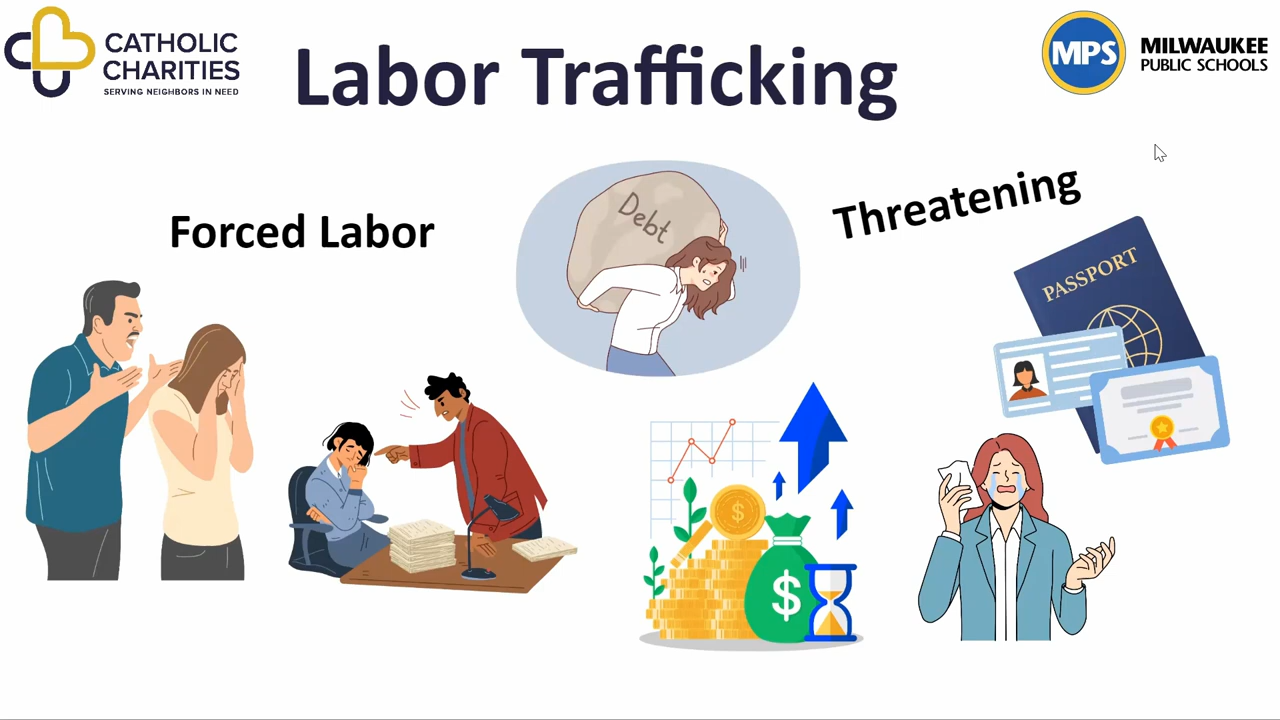 CATHOLIC
CHARITIES
SERVING NEIGHBORS IN NEED
Labor Trafficking
MPS
MILWAUKEE
PUBLIC SCHOOLS
Forced Labor
Debt
Threatening
PASSPORT
$
$